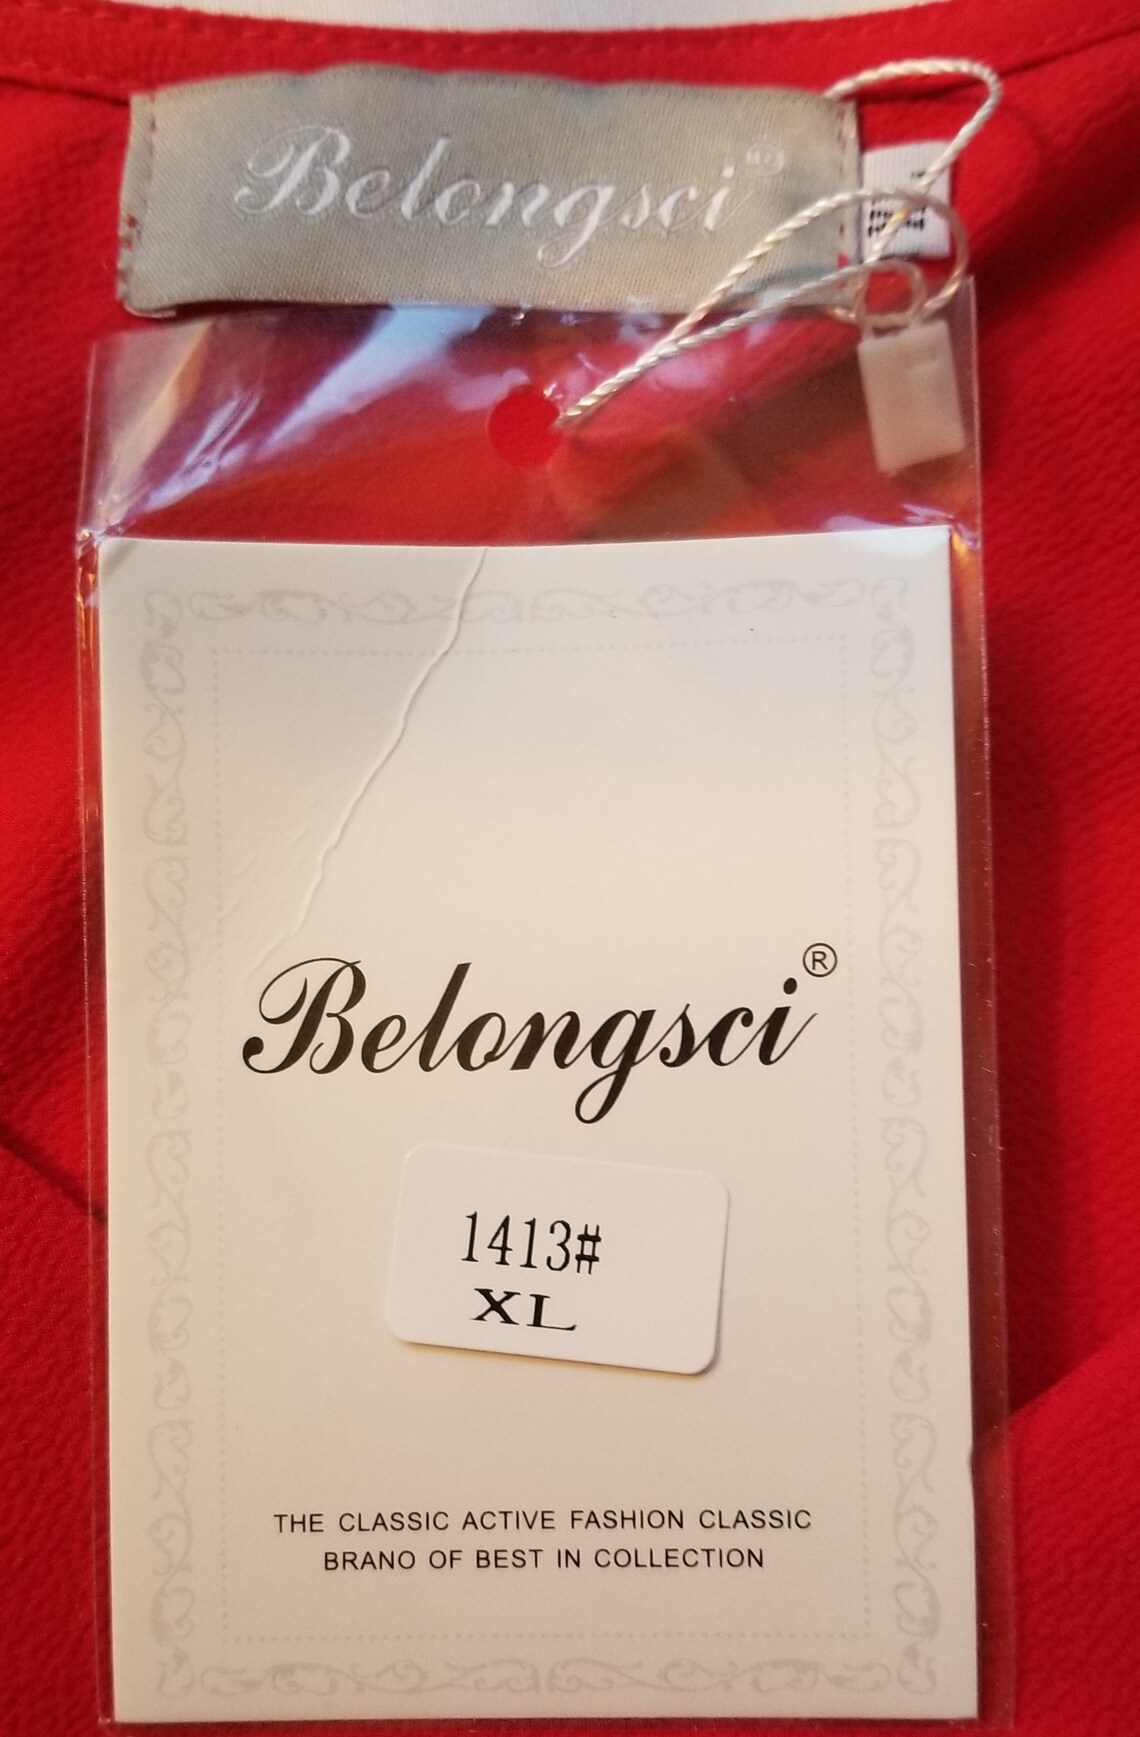 Belongsci®
Belongsci®
1413#
XL
THE CLASSIC ACTIVE FASHION CLASSIC
BRANO OF BEST IN COLLECTION